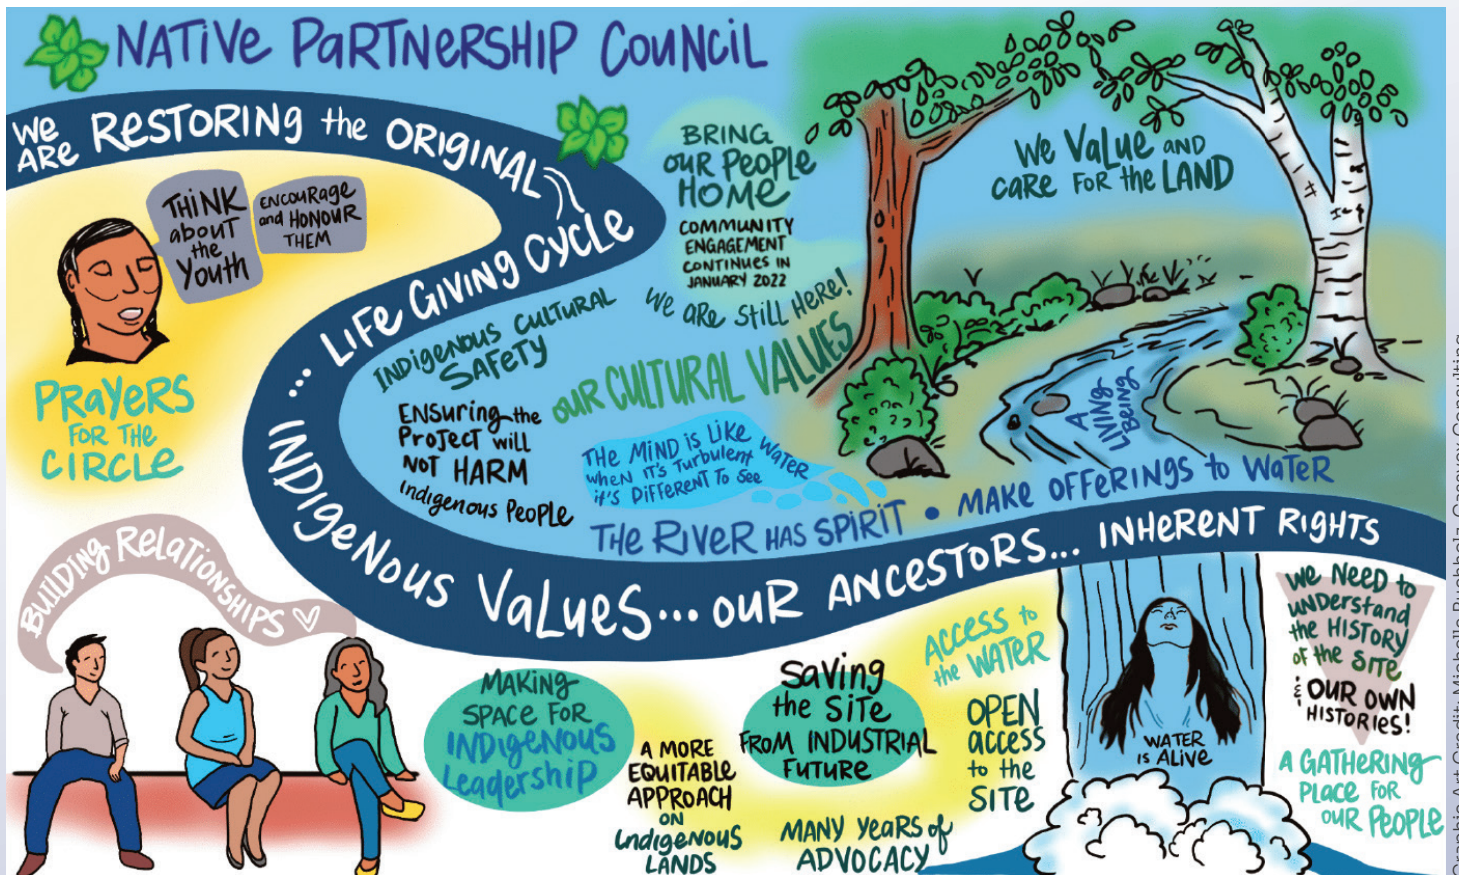 NATIVE PARTNERSHIP COUNCIL
WE ARE RESTORING the ORIGINAL
... LIFE GIVING CYCLE
... INDIGENOUS VALUES... OUR ANCESTORS... INHERENT RIGHTS
THINK
about
the
Youth
ENCOURAGE
and HONOUR
THEM
PRAYERS
FOR THE
CIRCLE
BRING
OUR PEOPLE
HOME
COMMUNITY
ENGAGEMENT
CONTINUES IN
JANUARY 2022
WE ARE STILL HERE!
WE VALUE AND
CARE FOR the LAND
INDIGENOUS CULTURAL
SAFETY
OUR CULTURAL VALUES
ENSURING the
PROJECT WILL
NOT HARM
Indigenous People
THE MIND IS LIKE WATER
WHEN IT'S Turbulent
it's DIFFERENT TO SEE
A
LIVING
BEING
THE RIVER HAS SPIRIT • MAKE OFFERINGS to WATER
BUILDING RELATIONSHIPS
MAKING
SPACE FOR
INDIGENOUS
Leadership
A MORE
EQUITABLE
APPROACH
ON
Indigenous
LANDS
Saving
the SITE
FROM INDUSTRIAL
FUTURE
MANY YEARS of
ADVOCACY
ACCESS to
the WATER
OPEN
access
to the
SITE
WATER
IS ALIVE
WE NEED to
UNDERSTAND
the HISTORY
OF the SITE
& OUR OWN
HISTORIES!
A GATHERING
PLACE FOR
OUR PEOPLE
Graphic Art Credit: Michelle Buchholz, Cassyex Consulting